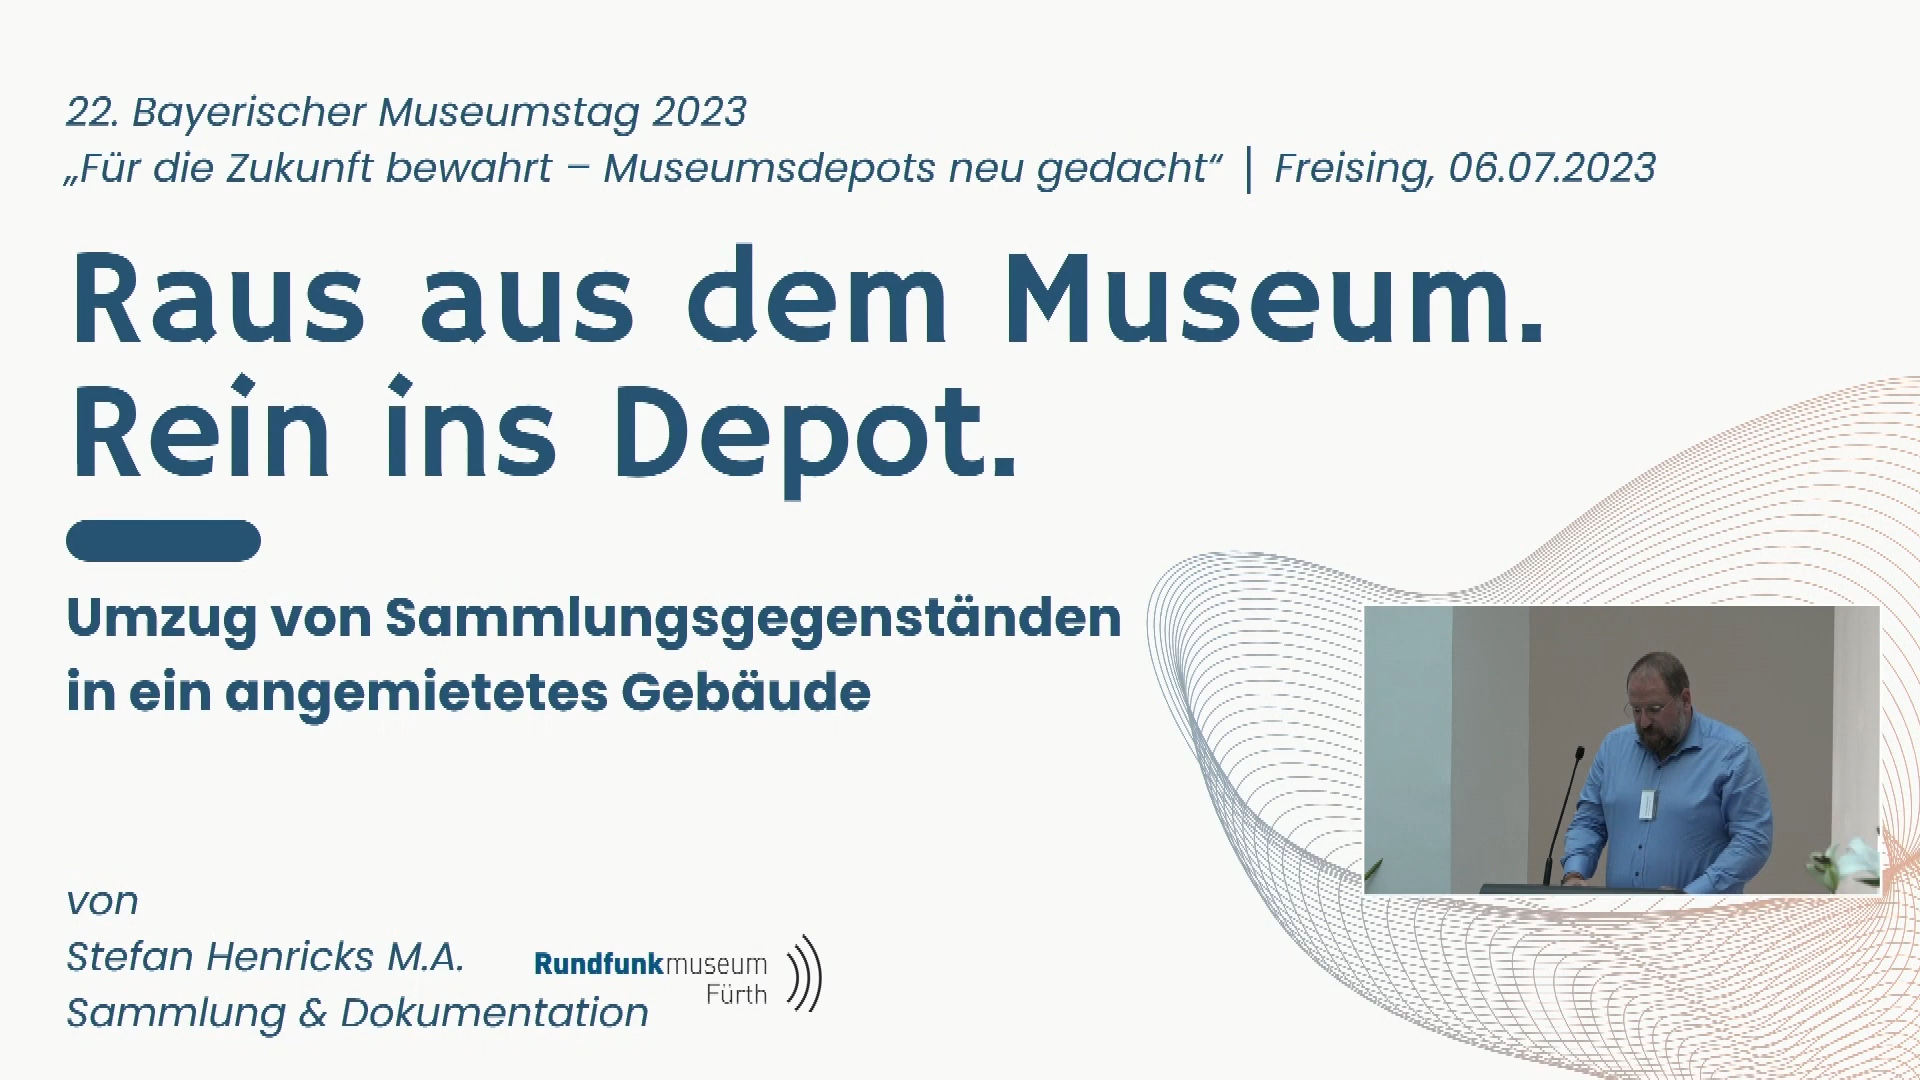 22. Bayerischer Museumstag 2023
„Für die Zukunft bewahrt – Museumsdepots neu gedacht“ | Freising, 06.07.2023
Raus aus dem Museum.
Rein ins Depot.
Umzug von Sammlungsgegenständen
in ein angemietetes Gebäude
von
Stefan Henricks M.A.
Sammlung & Dokumentation
Rundfunkmuseum
Fürth